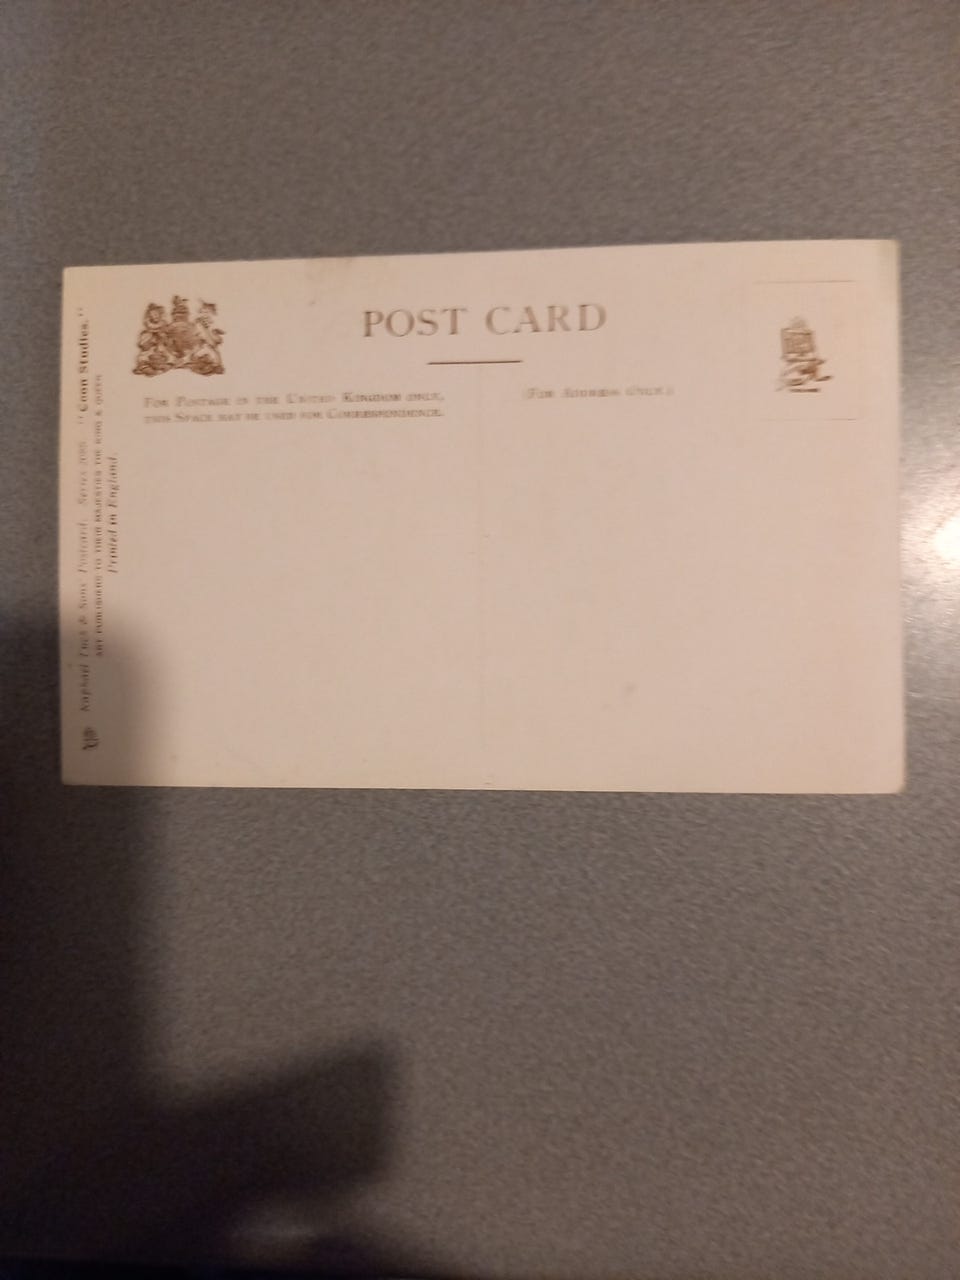 POST CARD
FOR POSTAGE IN THE UNITED KINGDOM ONLY,
THIS SPACE MAY BE USED FOR CORRESPONDENCE.
(FOR ADDRESS ONLY.)
Raphael Tuck & Sons' Postcard. Series "Coon Studies."
ART PUBLISHERS TO THEIR MAJESTIES THE KING & QUEEN
Printed in England.